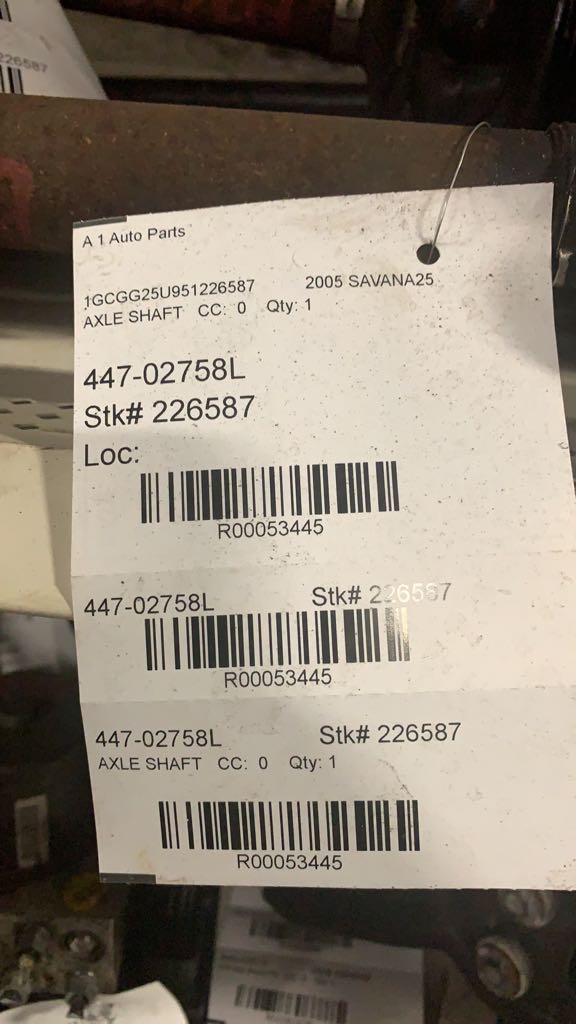 226587
A 1 Auto Parts
1GCGG25U951226587 2005 SAVANA25
AXLE SHAFT CC: 0 Qty: 1
447-02758L
Stk# 226587
Loc:
R00053445
447-02758L Stk# 226587
R00053445
447-02758L Stk# 226587
AXLE SHAFT CC: 0 Qty: 1
R00053445